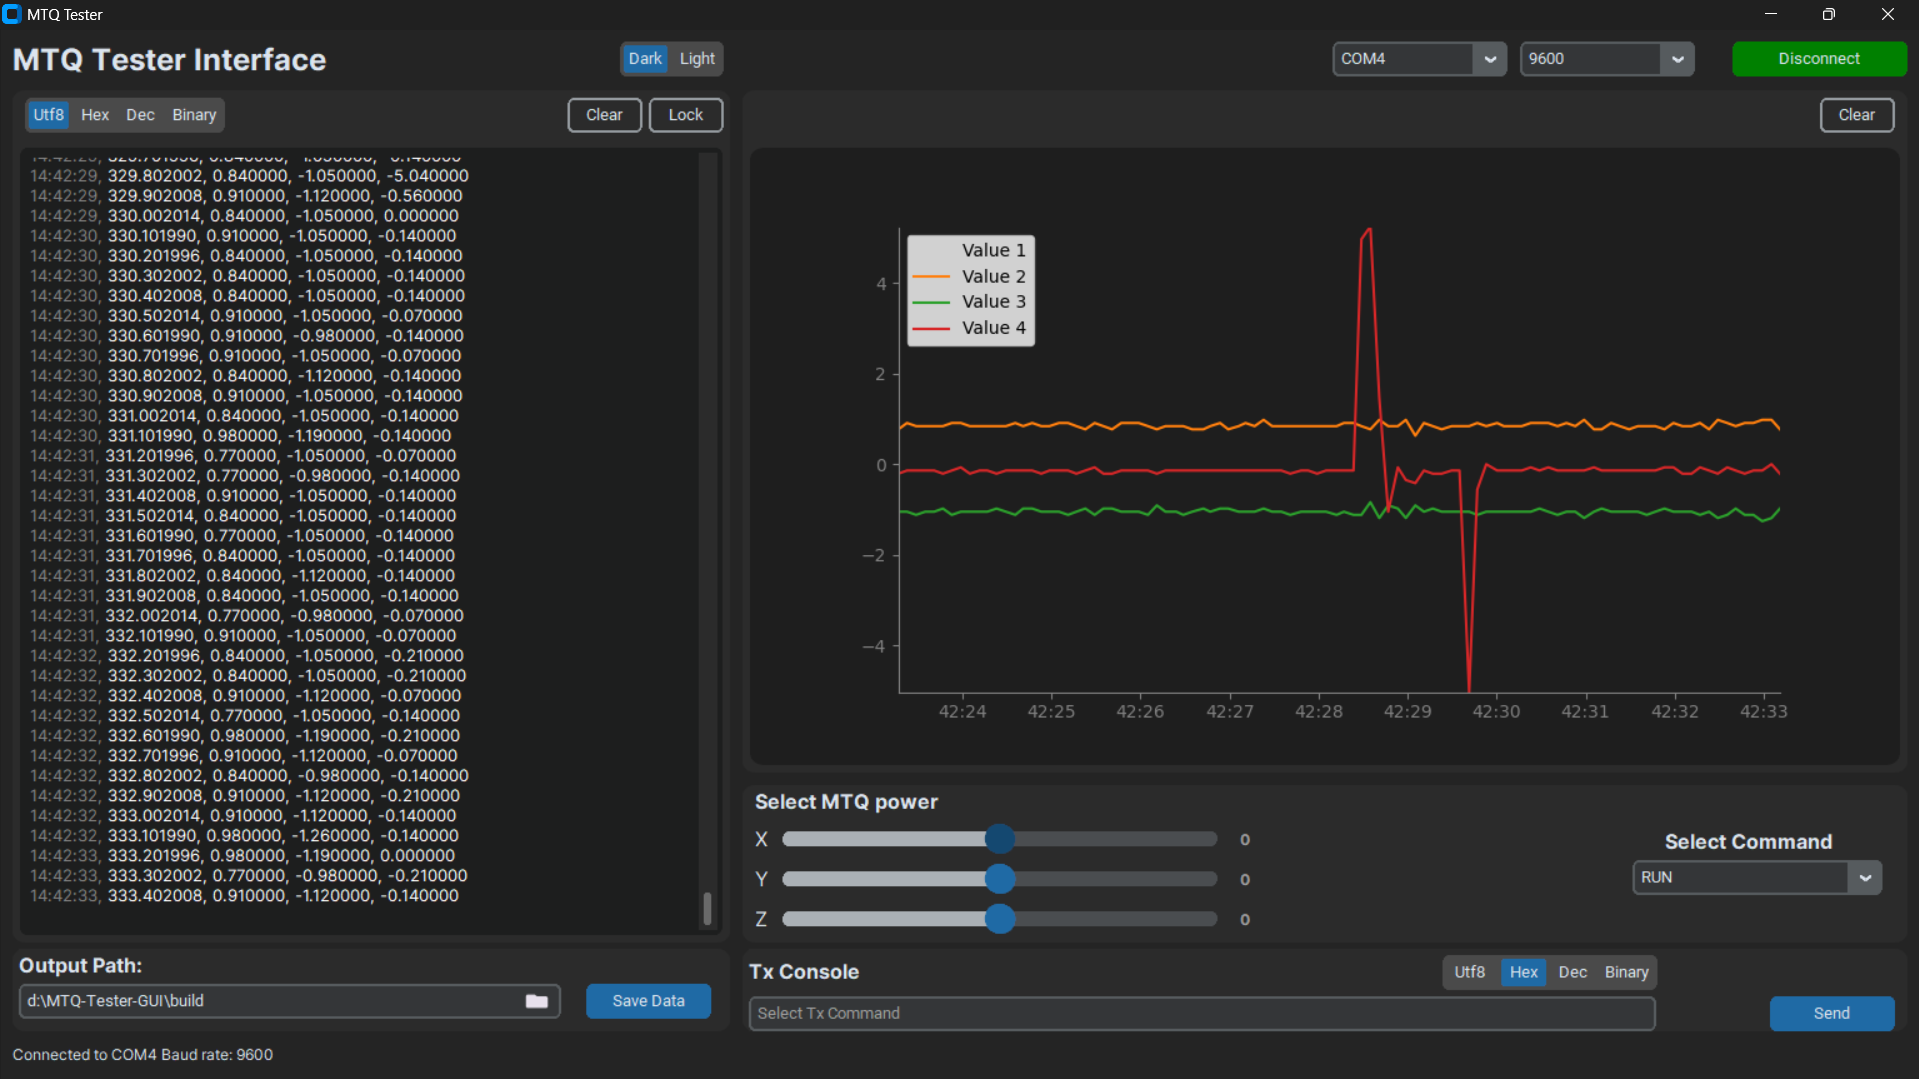 MTQ Tester
MTQ Tester Interface
Dark Light
COM4
9600
Disconnect
Utf8 Hex Dec Binary
Clear
Lock
Clear
14:42:29, 329.802002, 0.840000, -1.050000, -5.040000
14:42:29, 329.902008, 0.910000, -1.120000, -0.560000
14:42:29, 330.002014, 0.840000, -1.050000, 0.000000
14:42:30, 330.101990, 0.910000, -1.050000, -0.140000
14:42:30, 330.201996, 0.840000, -1.050000, -0.140000
14:42:30, 330.302002, 0.840000, -1.050000, -0.140000
14:42:30, 330.402008, 0.840000, -1.050000, -0.140000
14:42:30, 330.502014, 0.910000, -1.050000, -0.070000
14:42:30, 330.601990, 0.910000, -0.980000, -0.140000
14:42:30, 330.701996, 0.910000, -1.050000, -0.070000
14:42:30, 330.802002, 0.840000, -1.120000, -0.140000
14:42:30, 330.902008, 0.910000, -1.050000, -0.140000
14:42:30, 331.002014, 0.840000, -1.050000, -0.140000
14:42:30, 331.101990, 0.980000, -1.190000, -0.140000
14:42:31, 331.201996, 0.770000, -1.050000, -0.070000
14:42:31, 331.302002, 0.770000, -0.980000, -0.140000
14:42:31, 331.402008, 0.910000, -1.050000, -0.140000
14:42:31, 331.502014, 0.840000, -1.050000, -0.140000
14:42:31, 331.601990, 0.770000, -1.050000, -0.140000
14:42:31, 331.701996, 0.840000, -1.050000, -0.140000
14:42:31, 331.802002, 0.840000, -1.120000, -0.140000
14:42:31, 331.902008, 0.840000, -1.050000, -0.140000
14:42:31, 332.002014, 0.770000, -0.980000, -0.070000
14:42:31, 332.101990, 0.910000, -1.050000, -0.070000
14:42:32, 332.201996, 0.840000, -1.050000, -0.210000
14:42:32, 332.302002, 0.840000, -1.050000, -0.210000
14:42:32, 332.402008, 0.910000, -1.120000, -0.070000
14:42:32, 332.502014, 0.770000, -1.050000, -0.140000
14:42:32, 332.601990, 0.980000, -1.190000, -0.210000
14:42:32, 332.701996, 0.910000, -1.120000, -0.070000
14:42:32, 332.802002, 0.840000, -0.980000, -0.140000
14:42:32, 332.902008, 0.910000, -1.120000, -0.210000
14:42:32, 333.002014, 0.910000, -1.120000, -0.140000
14:42:32, 333.101990, 0.980000, -1.260000, -0.140000
14:42:33, 333.201996, 0.980000, -1.190000, 0.000000
14:42:33, 333.302002, 0.770000, -0.980000, -0.210000
14:42:33, 333.402008, 0.910000, -1.120000, -0.140000
Value 1
Value 2
Value 3
Value 4
4
2
0
−2
−4
42:24 42:25 42:26 42:27 42:28 42:29 42:30 42:31 42:32 42:33
Select MTQ power
X 0
Y 0
Z 0
Select Command
RUN
Output Path:
d:\MTQ-Tester-GUI\build
Save Data
Tx Console
Utf8 Hex Dec Binary
Select Tx Command
Send
Connected to COM4 Baud rate: 9600